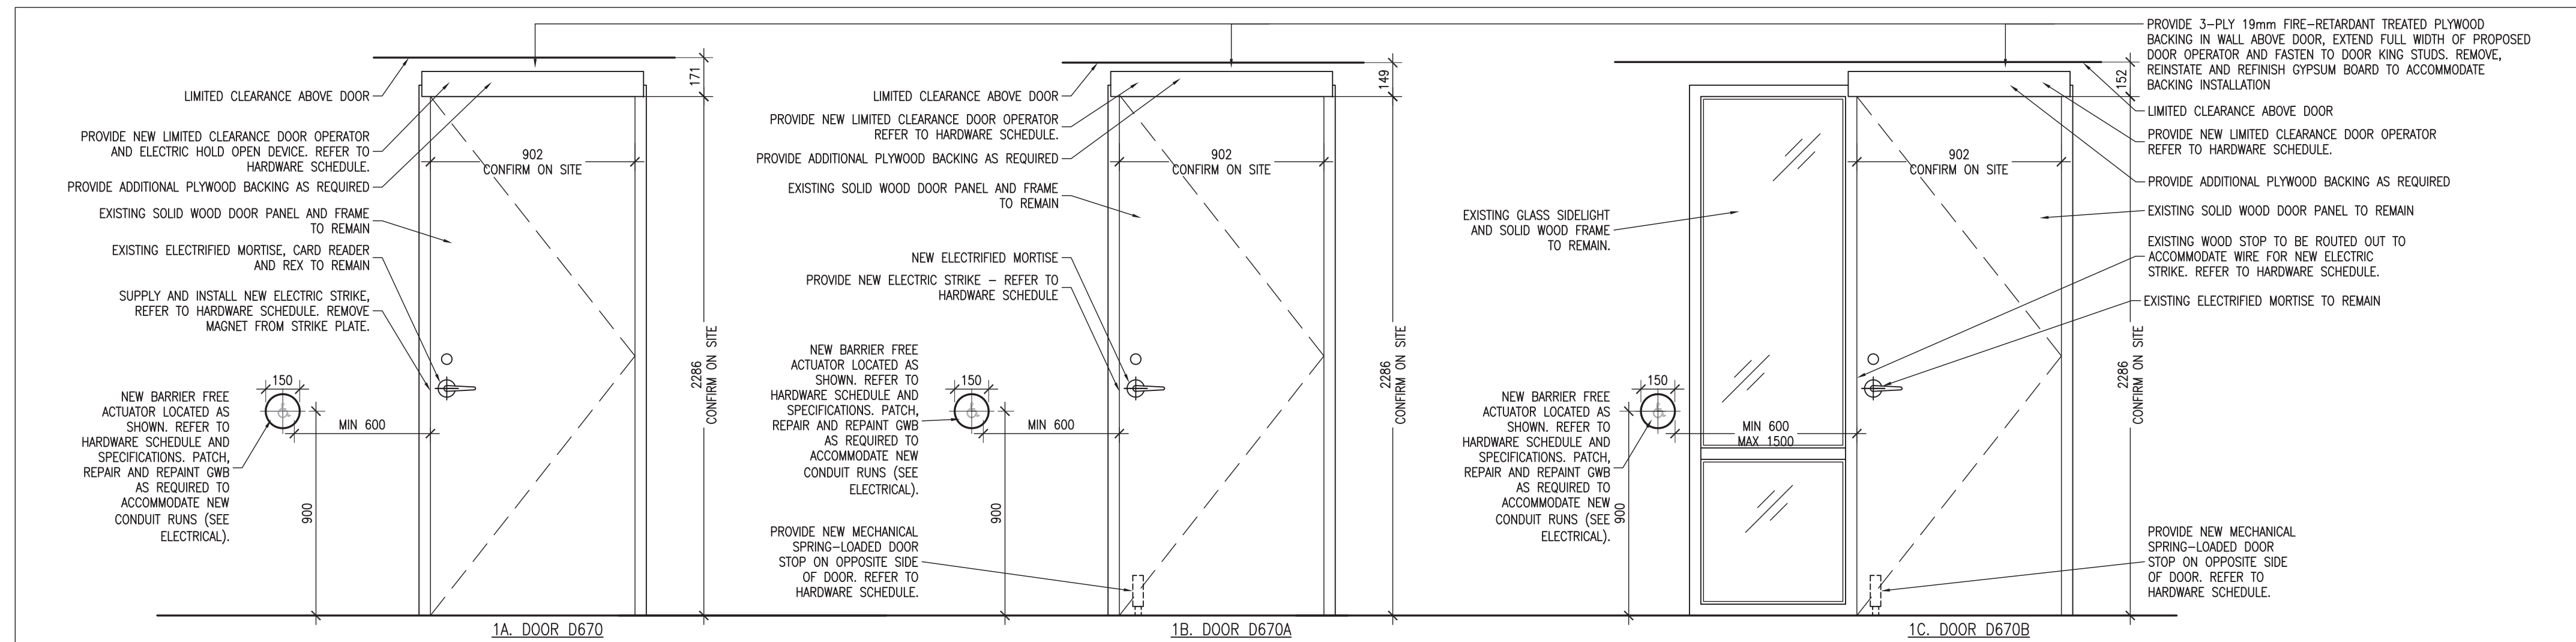 LIMITED CLEARANCE ABOVE DOOR
PROVIDE NEW LIMITED CLEARANCE DOOR OPERATOR
AND ELECTRIC HOLD OPEN DEVICE. REFER TO
HARDWARE SCHEDULE.
PROVIDE ADDITIONAL PLYWOOD BACKING AS REQUIRED
EXISTING SOLID WOOD DOOR PANEL AND FRAME
TO REMAIN
EXISTING ELECTRIFIED MORTISE, CARD READER
AND REX TO REMAIN
SUPPLY AND INSTALL NEW ELECTRIC STRIKE,
REFER TO HARDWARE SCHEDULE. REMOVE
MAGNET FROM STRIKE PLATE.
NEW BARRIER FREE
ACTUATOR LOCATED AS
SHOWN. REFER TO
HARDWARE SCHEDULE AND
SPECIFICATIONS. PATCH,
REPAIR AND REPAINT GWB
AS REQUIRED TO
ACCOMMODATE NEW
CONDUIT RUNS (SEE
ELECTRICAL).
150
MIN 600
900
902
CONFIRM ON SITE
171
2286
CONFIRM ON SITE
1A. DOOR D670
LIMITED CLEARANCE ABOVE DOOR
PROVIDE NEW LIMITED CLEARANCE DOOR OPERATOR
REFER TO HARDWARE SCHEDULE.
PROVIDE ADDITIONAL PLYWOOD BACKING AS REQUIRED
EXISTING SOLID WOOD DOOR PANEL AND FRAME
TO REMAIN
NEW ELECTRIFIED MORTISE
PROVIDE NEW ELECTRIC STRIKE – REFER TO
HARDWARE SCHEDULE
NEW BARRIER FREE
ACTUATOR LOCATED AS
SHOWN. REFER TO
HARDWARE SCHEDULE AND
SPECIFICATIONS. PATCH,
REPAIR AND REPAINT GWB
AS REQUIRED TO
ACCOMMODATE NEW
CONDUIT RUNS (SEE
ELECTRICAL).
PROVIDE NEW MECHANICAL
SPRING–LOADED DOOR
STOP ON OPPOSITE SIDE
OF DOOR. REFER TO
HARDWARE SCHEDULE.
150
MIN 600
900
902
CONFIRM ON SITE
149
2286
CONFIRM ON SITE
1B. DOOR D670A
EXISTING GLASS SIDELIGHT
AND SOLID WOOD FRAME
TO REMAIN.
NEW BARRIER FREE
ACTUATOR LOCATED AS
SHOWN. REFER TO
HARDWARE SCHEDULE AND
SPECIFICATIONS. PATCH,
REPAIR AND REPAINT GWB
AS REQUIRED TO
ACCOMMODATE NEW
CONDUIT RUNS (SEE
ELECTRICAL).
150
MIN 600
MAX 1500
900
902
CONFIRM ON SITE
152
2286
CONFIRM ON SITE
PROVIDE 3–PLY 19mm FIRE–RETARDANT TREATED PLYWOOD
BACKING IN WALL ABOVE DOOR, EXTEND FULL WIDTH OF PROPOSED
DOOR OPERATOR AND FASTEN TO DOOR KING STUDS. REMOVE,
REINSTATE AND REFINISH GYPSUM BOARD TO ACCOMMODATE
BACKING INSTALLATION
LIMITED CLEARANCE ABOVE DOOR
PROVIDE NEW LIMITED CLEARANCE DOOR OPERATOR
REFER TO HARDWARE SCHEDULE.
PROVIDE ADDITIONAL PLYWOOD BACKING AS REQUIRED
EXISTING SOLID WOOD DOOR PANEL TO REMAIN
EXISTING WOOD STOP TO BE ROUTED OUT TO
ACCOMMODATE WIRE FOR NEW ELECTRIC
STRIKE. REFER TO HARDWARE SCHEDULE.
EXISTING ELECTRIFIED MORTISE TO REMAIN
PROVIDE NEW MECHANICAL
SPRING–LOADED DOOR
STOP ON OPPOSITE SIDE
OF DOOR. REFER TO
HARDWARE SCHEDULE.
1C. DOOR D670B